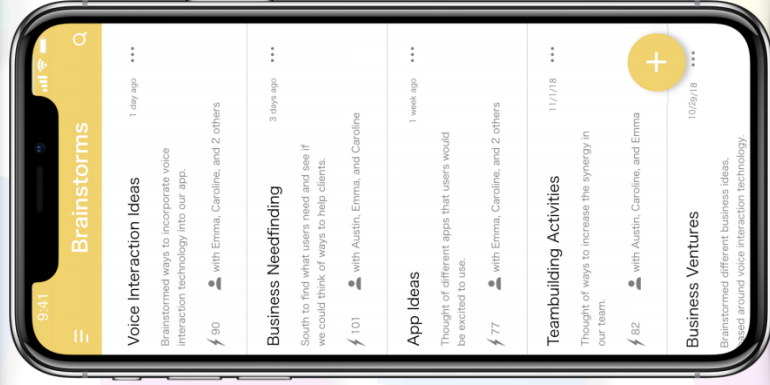 9:41
Brainstorms
Voice Interaction Ideas
1 day ago
Brainstormed ways to incorporate voice
interaction technology into our app.
90
with Emma, Caroline, and 2 others
Business Needfinding
3 days ago
South to find what users need and see if
we could think of ways to help clients.
101
with Austin, Emma, and Caroline
App Ideas
1 week ago
Thought of different apps that users would
be excited to use.
77
with Emma, Caroline, and 2 others
Teambuilding Activities
11/1/18
Thought of ways to increase the synergy in
our team.
82
with Austin, Caroline, and Emma
Business Ventures
10/29/18
Brainstormed different business ideas,
based around voice interaction technology.